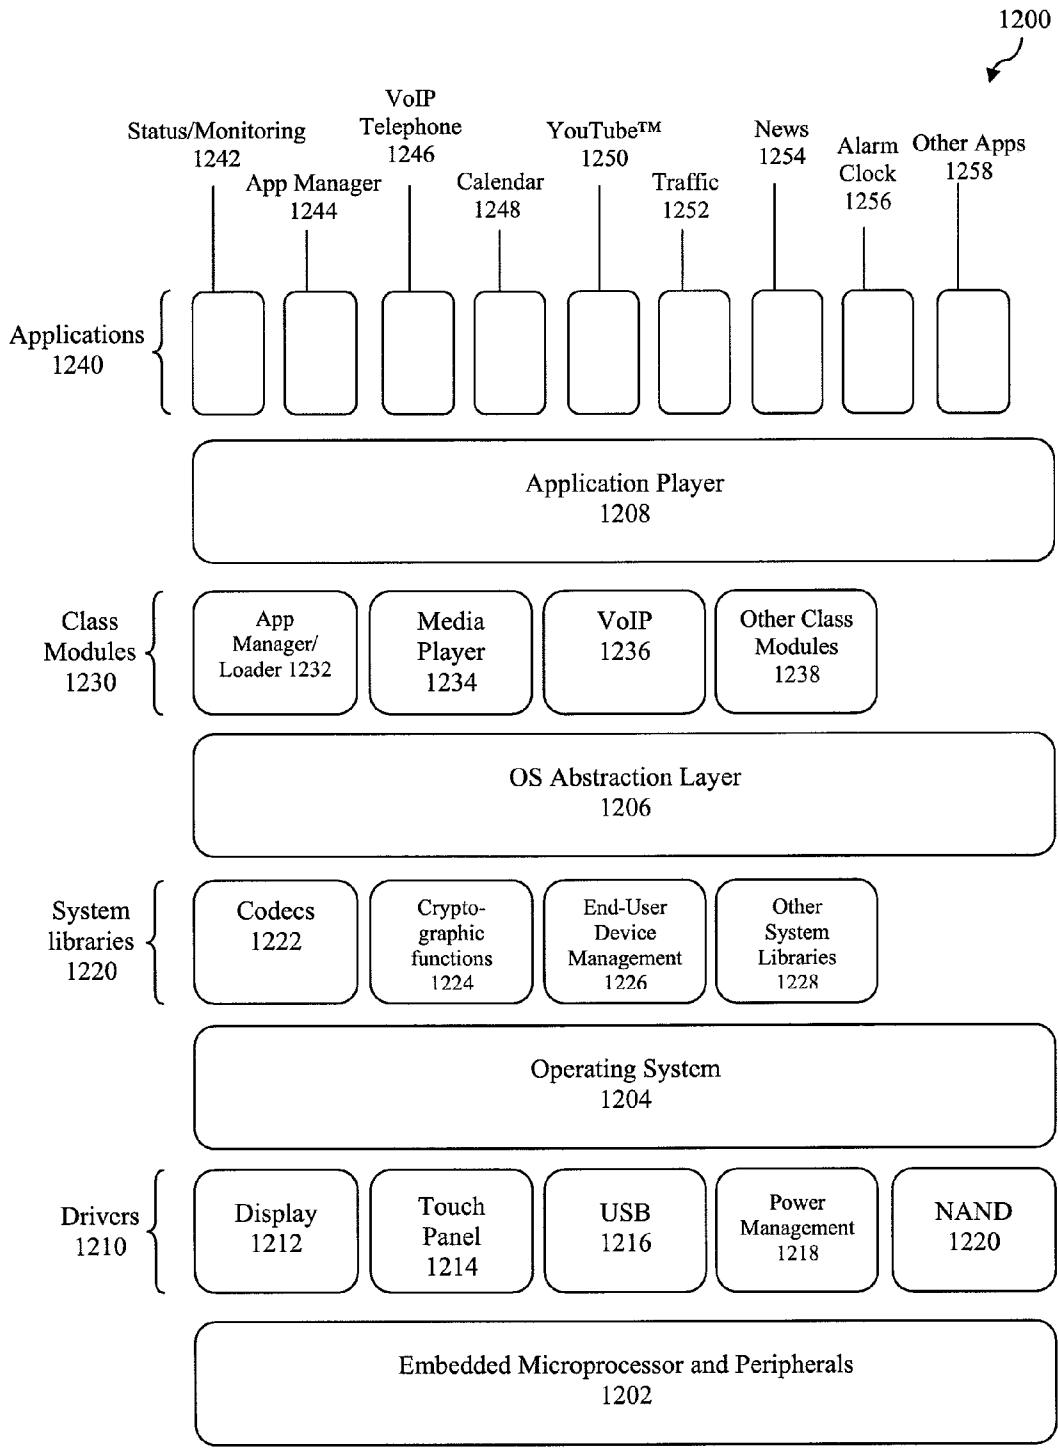 1200
Status/Monitoring
1242
App Manager
1244
VoIP
Telephone
1246
Calendar
1248
YouTube™
1250
Traffic
1252
News
1254
Alarm
Clock
1256
Other Apps
1258
Applications
1240
Application Player
1208
Class
Modules
1230
App
Manager/
Loader 1232
Media
Player
1234
VoIP
1236
Other Class
Modules
1238
OS Abstraction Layer
1206
System
libraries
1220
Codecs
1222
Crypto-
graphic
functions
1224
End-User
Device
Management
1226
Other
System
Libraries
1228
Operating System
1204
Drivers
1210
Display
1212
Touch
Panel
1214
USB
1216
Power
Management
1218
NAND
1220
Embedded Microprocessor and Peripherals
1202